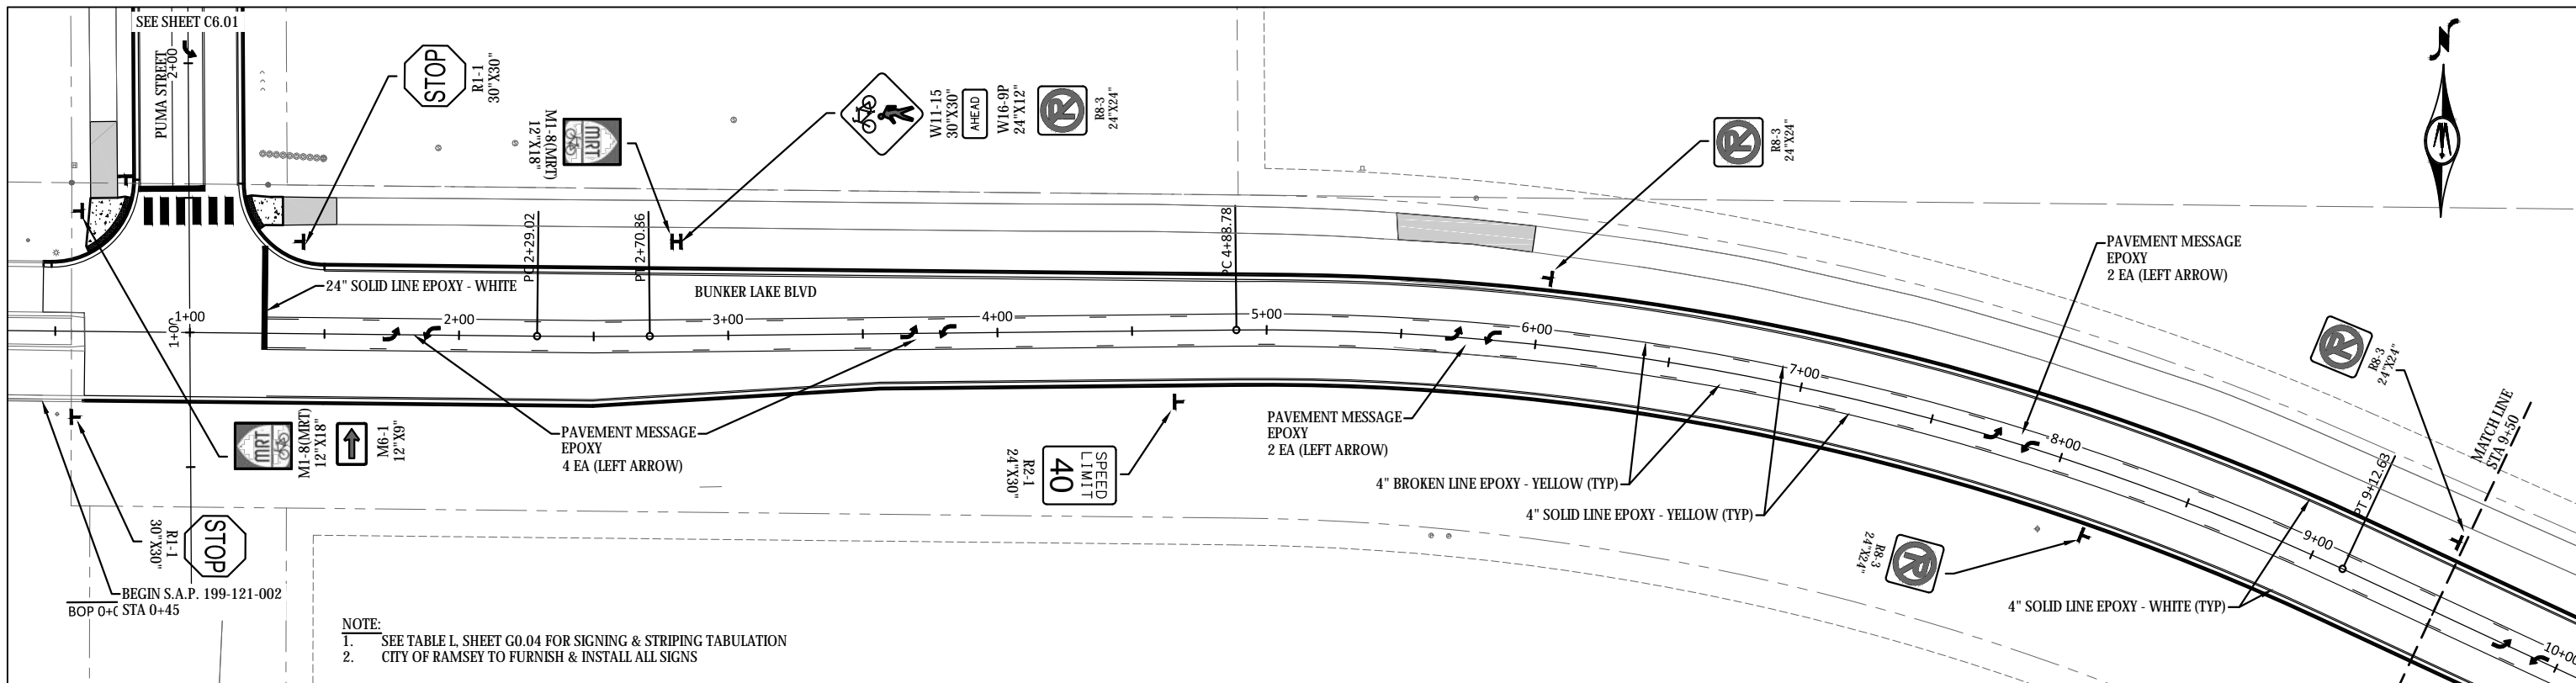 SEE SHEET C6.01
PUMA STREET
2+00
STOP
R1-1
30"X30"
M1-8(MRT)
12"X18"
MRT
W11-15
30"X30"
AHEAD
W16-9P
24"X12"
R8-3
24"X24"
R8-3
24"X24"
PAVEMENT MESSAGE
EPOXY
2 EA (LEFT ARROW)
R8-3
24"X24"
MATCH LINE
STA 9+50
24" SOLID LINE EPOXY - WHITE
PC 2+29.02
PT 2+70.86
BUNKER LAKE BLVD
PC 4+88.78
1+00
1+00
2+00
3+00
4+00
5+00
6+00
7+00
8+00
PT 9+12.63
9+00
10+00
MRT
M1-8(MRT)
12"X18"
M6-1
12"X9"
PAVEMENT MESSAGE
EPOXY
4 EA (LEFT ARROW)
R2-1
24"X30"
SPEED
LIMIT
40
PAVEMENT MESSAGE
EPOXY
2 EA (LEFT ARROW)
4" BROKEN LINE EPOXY - YELLOW (TYP)
4" SOLID LINE EPOXY - YELLOW (TYP)
R8-3
24"X24"
4" SOLID LINE EPOXY - WHITE (TYP)
R1-1
30"X30"
STOP
BEGIN S.A.P. 199-121-002
STA 0+45
BOP
NOTE:
1. SEE TABLE L, SHEET G0.04 FOR SIGNING & STRIPING TABULATION
2. CITY OF RAMSEY TO FURNISH & INSTALL ALL SIGNS
N